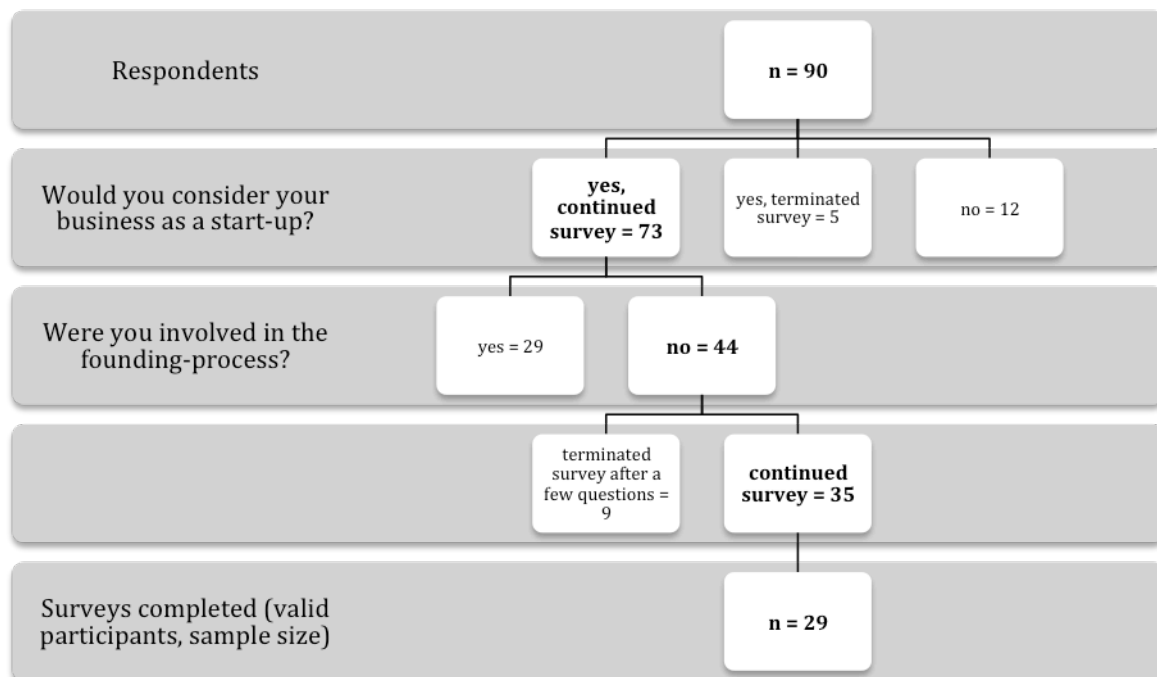 Respondents
n = 90
Would you consider your
business as a start-up?
yes,
continued
survey = 73
yes, terminated
survey = 5
no = 12
Were you involved in the
founding-process?
yes = 29
no = 44
terminated
survey after a
few questions =
9
continued
survey = 35
Surveys completed (valid
participants, sample size)
n = 29